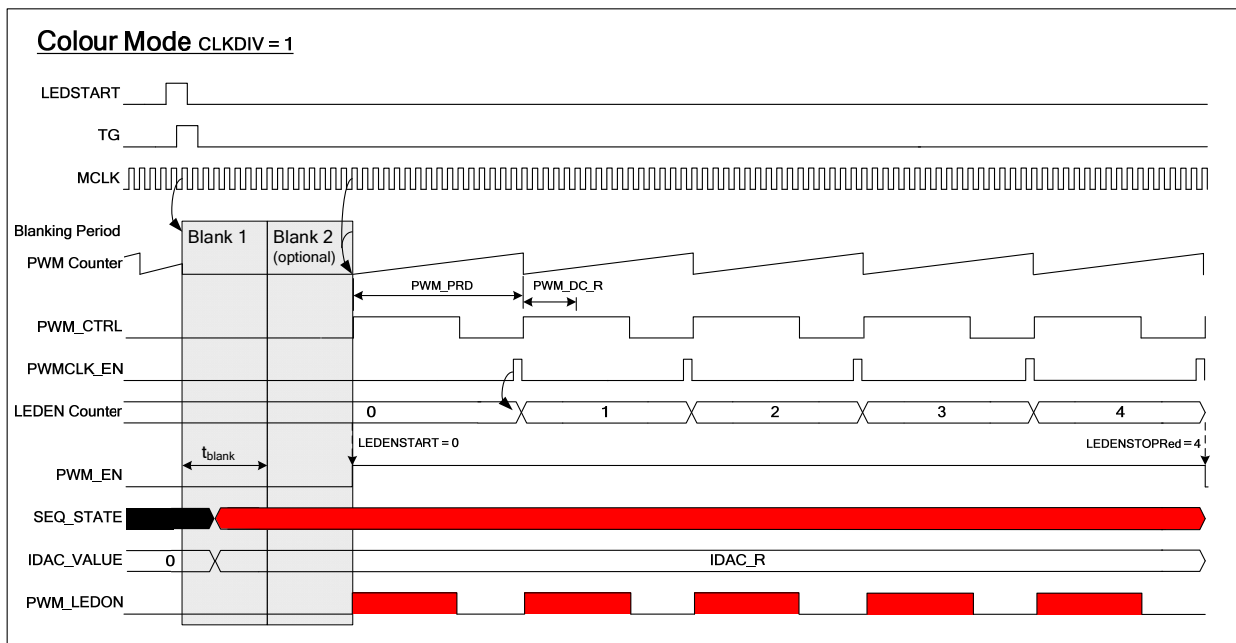 Colour Mode CLKDIV = 1
LEDSTART
TG
MCLK
Blanking Period
Blank 1
Blank 2
(optional)
PWM Counter
PWM_PRD
PWM_DC_R
PWM_CTRL
PWMCLK_EN
LEDEN Counter
0
1
2
3
4
LEDENSTART = 0
LEDENSTOPRed = 4
tblank
PWM_EN
SEQ_STATE
IDAC_VALUE
0
IDAC_R
PWM_LEDON